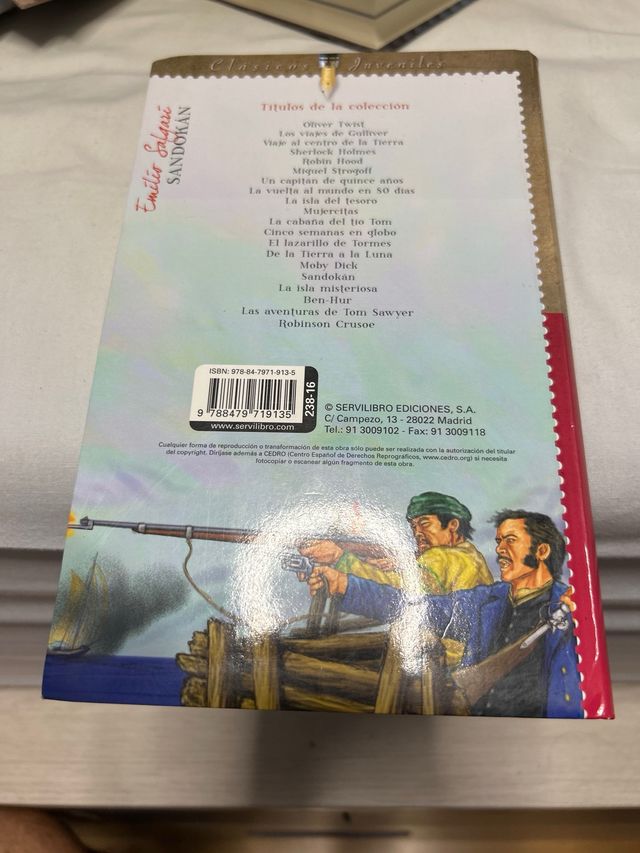 Clásicos Juveniles
Emilio Salgari
SANDOKÁN
Títulos de la colección
Oliver Twist
Los viajes de Gulliver
Viaje al centro de la Tierra
Sherlock Holmes
Robin Hood
Miguel Strogoff
Un capitán de quince años
La vuelta al mundo en 80 días
La isla del tesoro
Mujercitas
La cabaña del tío Tom
Cinco semanas en globo
El lazarillo de Tormes
De la Tierra a la Luna
Moby Dick
Sandokán
La isla misteriosa
Ben-Hur
Las aventuras de Tom Sawyer
Robinson Crusoe
ISBN: 978-84-7971-913-5
9 788479 719135
238-16
www.servilibro.com
© SERVILIBRO EDICIONES, S.A.
C/ Campezo, 13 - 28022 Madrid
Tel.: 91 3009102 - Fax: 91 3009118
Cualquier forma de reproducción o transformación de esta obra sólo puede ser realizada con la autorización del titular
del copyright. Diríjase además a CEDRO (Centro Español de Derechos Reprográficos, www.cedro.org) si necesita
fotocopiar o escanear algún fragmento de esta obra.